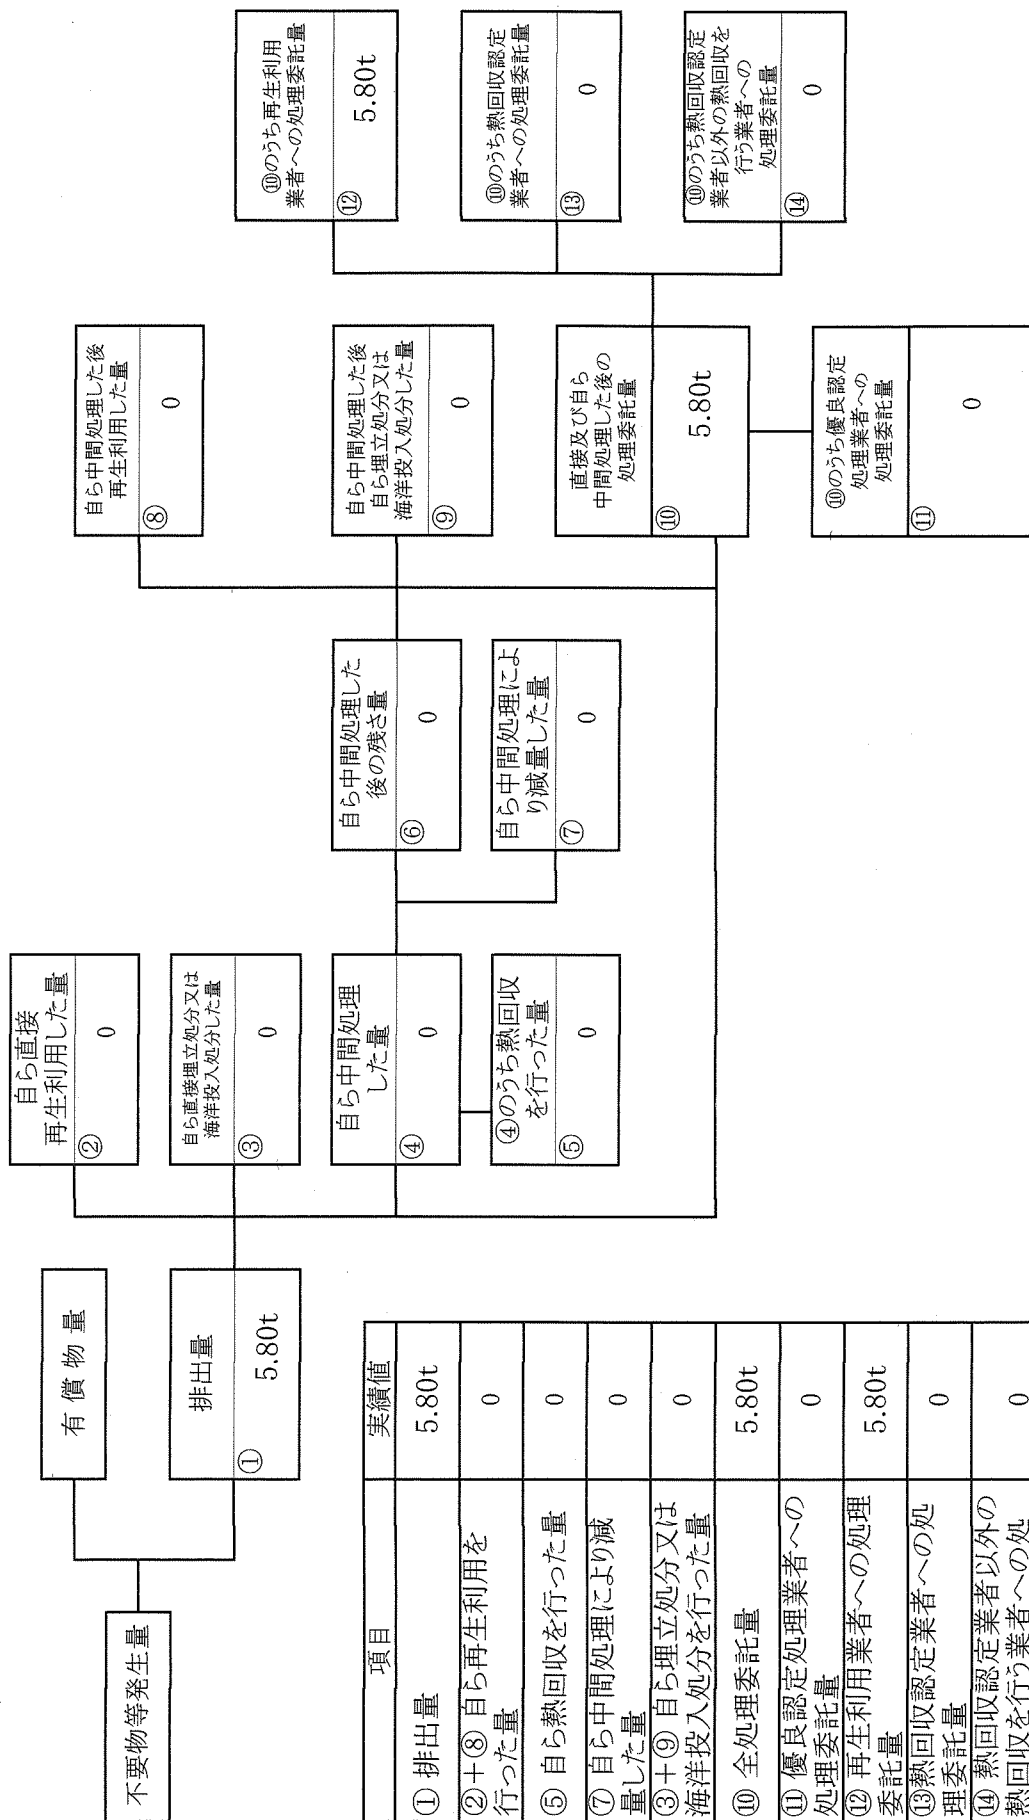 不要物等発生量
有償物量
排出量
①
5.80t
自ら直接
再生利用した量
②
0
自ら直接埋立処分又は
海洋投入処分した量
③
0
自ら中間処理
した量
④
0
④のうち熱回収
を行った量
⑤
0
自ら中間処理した
後の残さ量
⑥
0
自ら中間処理によ
り減量した量
⑦
0
自ら中間処理した後
再生利用した量
⑧
0
自ら中間処理した後
自ら埋立処分又は
海洋投入処分した量
⑨
0
直接及び自ら
中間処理した後の
処理委託量
⑩
5.80t
⑩のうち優良認定
処理業者への
処理委託量
⑪
0
⑩のうち再生利用
業者への処理委託量
⑫
5.80t
⑩のうち熱回収認定
業者への処理委託量
⑬
0
⑩のうち熱回収認定
業者以外の熱回収を
行う業者への
処理委託量
⑭
0
項目
実績値
①排出量
5.80t
②+⑧自ら再生利用を
行った量
0
⑤自ら熱回収を行った量
0
⑦自ら中間処理により減
量した量
0
③+⑨自ら埋立処分又は
海洋投入処分を行った量
0
⑩全処理委託量
5.80t
⑪優良認定処理業者への
処理委託量
0
⑫再生利用業者への処理
委託量
5.80t
⑬熱回収認定業者への処
理委託量
0
⑭熱回収認定業者以外の
熱回収を行う業者への処
0